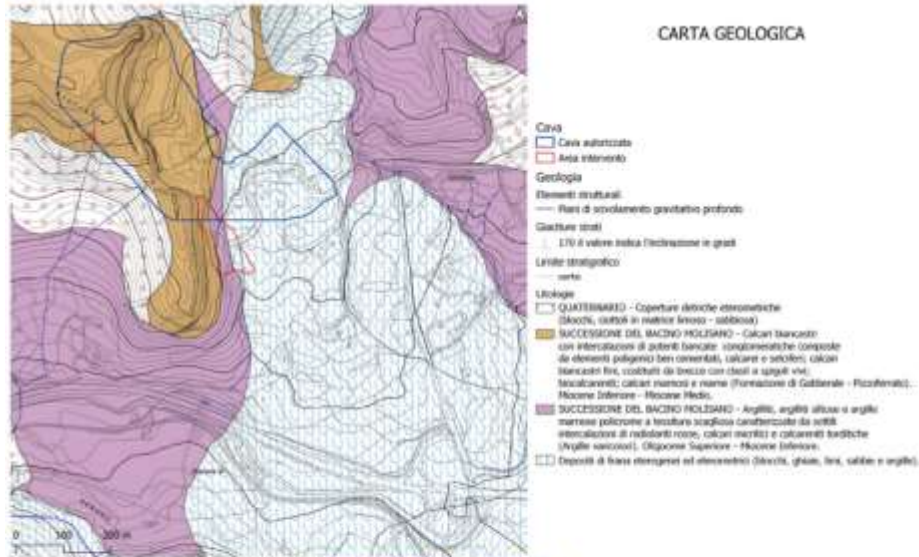 CARTA GEOLOGICA
Cava
Cava autorizzata
Area intervento
Geologia
Elementi strutturali
Piani di scivolamento gravitativo profondo
Giaciture strati
170 il valore indica l'inclinazione in gradi
Limite stratigrafico
certo
Litologie
QUATERNARIO - Coperture detritiche eterometriche
(blocchi, ciottoli in matrice limoso - sabbiosa)
SUCCESSIONE DEL BACINO MOLISANO - Calcari biancastri
con intercalazioni di potenti bancate conglomeratiche (composte
da elementi poligenici ben cementati, calcarei e selciferi; calcari
biancastri fini, costituiti da brecce con clasti a spigoli vivi;
biocalcareniti; calcari marnosi e marne (Formazione di
Miocene Inferiore - Miocene Medio.
SUCCESSIONE DEL BACINO MOLISANO - Argilliti, argilliti siltose e argille
marnose policrome a tessitura scagliosa caratterizzate da sottili
intercalazioni di radiolariti rosse, calcari micritici e calcareniti torbiditiche
(Argille varicolori). Oligocene Superiore - Miocene Inferiore.
Depositi di frana eterogenei ed eterometrici (blocchi, ghiaie, limi, sabbie e argille)
0 100 200 m